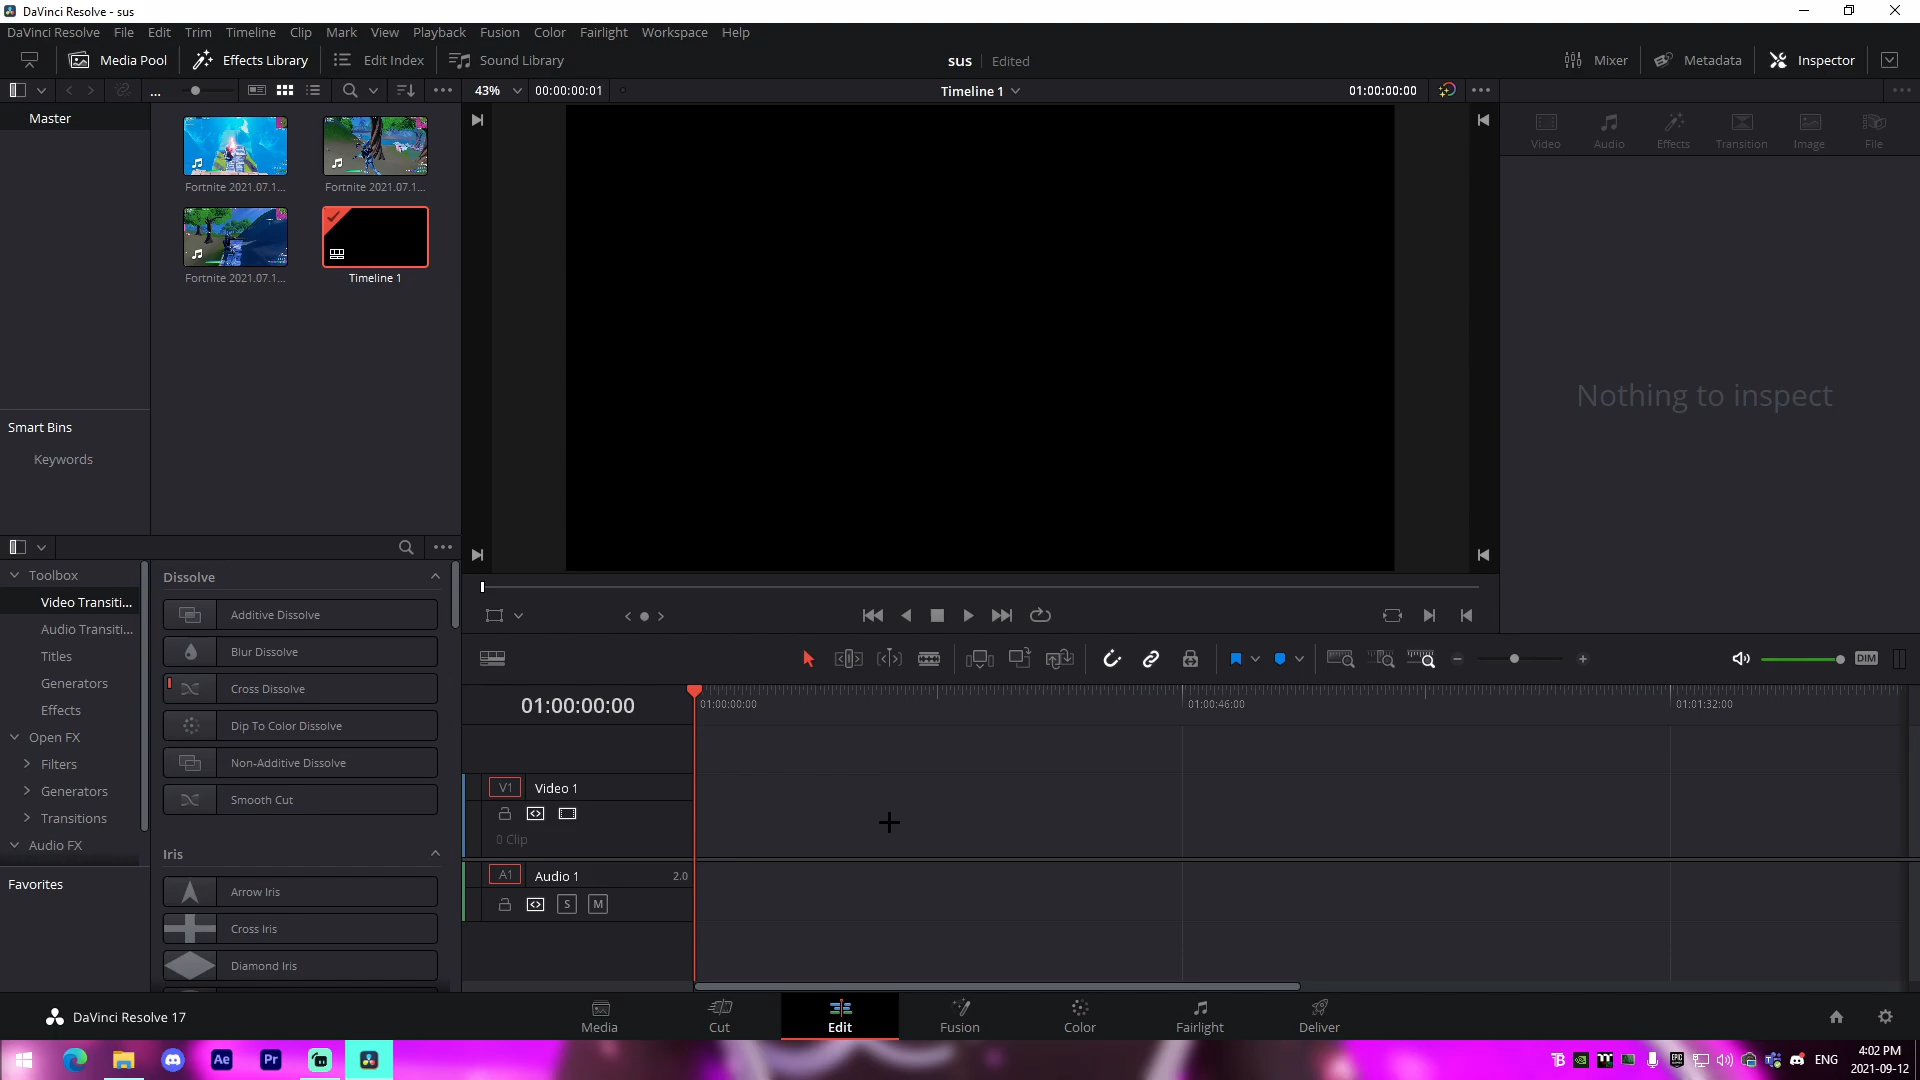 DaVinci Resolve - sus
DaVinci Resolve File Edit Trim Timeline Clip Mark View Playback Fusion Color Fairlight Workspace Help
Media Pool Effects Library Edit Index Sound Library sus Edited Mixer Metadata Inspector
... 43% 00:00:00:01 Timeline 1 01:00:00:00
Master
Video Audio Effects Transition Image File
Fortnite 2021.07.1... Fortnite 2021.07.1...
Fortnite 2021.07.1... Timeline 1
Nothing to inspect
Smart Bins
Keywords
Toolbox
Video Transiti...
Audio Transiti...
Titles
Generators
Effects
Open FX
Filters
Generators
Transitions
Audio FX
Favorites
Dissolve
Additive Dissolve
Blur Dissolve
Cross Dissolve
Dip To Color Dissolve
Non-Additive Dissolve
Smooth Cut
Iris
Arrow Iris
Cross Iris
Diamond Iris
DIM
01:00:00:00 01:00:00:00 01:00:46:00 01:01:32:00
V1 Video 1
0 Clip
A1 Audio 1 2.0
S M
DaVinci Resolve 17
Media Cut Edit Fusion Color Fairlight Deliver
Ae Pr
ENG
4:02 PM
2021-09-12